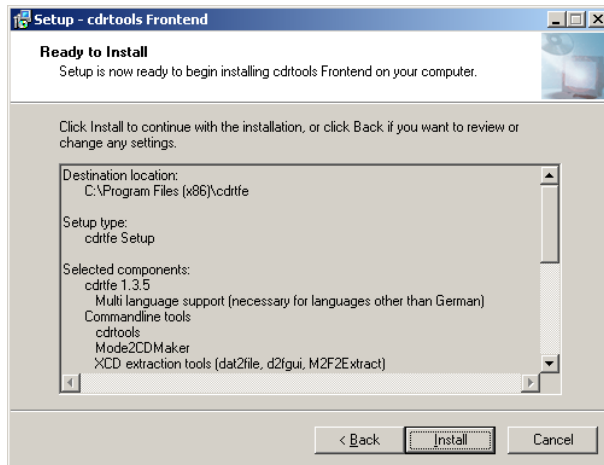 Setup - cdrtools Frontend
Ready to Install
Setup is now ready to begin installing cdrtools Frontend on your computer.
Click Install to continue with the installation, or click Back if you want to review or
change any settings.
Destination location:
C:\Program Files (x86)\cdrtfe
Setup type:
cdrtfe Setup
Selected components:
cdrtfe 1.3.5
Multi language support (necessary for languages other than German)
Commandline tools
cdrtools
Mode2CDMaker
XCD extraction tools (dat2file, d2fgui, M2F2Extract)
< Back
Install
Cancel